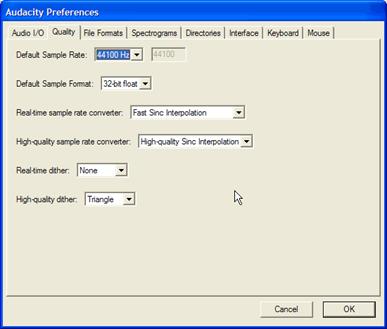 Audacity Preferences
Audio I/O Quality File Formats Spectrograms Directories Interface Keyboard Mouse
Default Sample Rate: 44100 Hz 44100
Default Sample Format: 32-bit float
Real-time sample rate converter: Fast Sinc Interpolation
High-quality sample rate converter: High-quality Sinc Interpolation
Real-time dither: None
High-quality dither: Triangle
Cancel OK